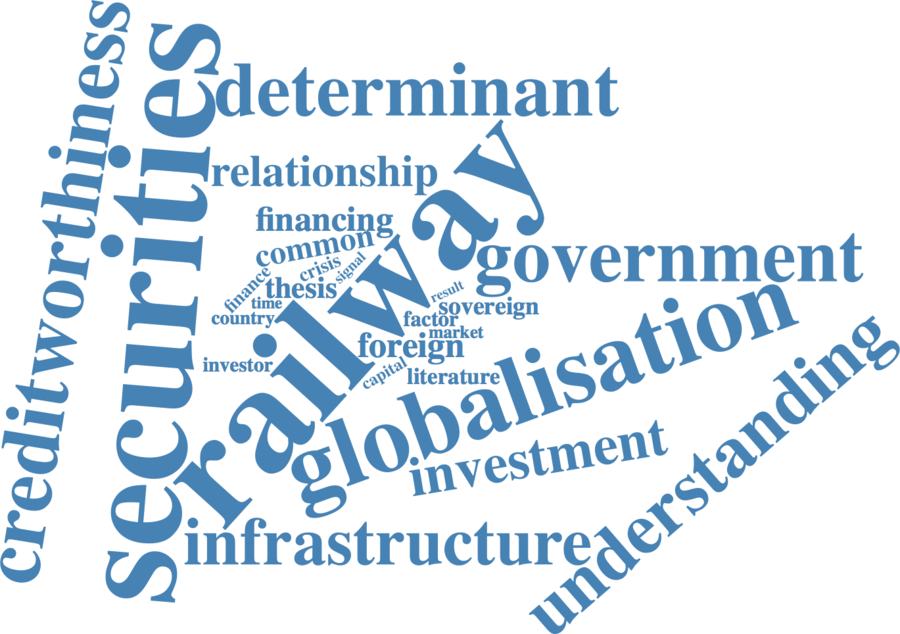 creditworthiness
securities
determinant
relationship
railway
financing
common
crisis
signal
finance
thesis
time
country
government
result
sovereign
factor
market
foreign
investor
capital
literature
globalisation
understanding
investment
infrastructure